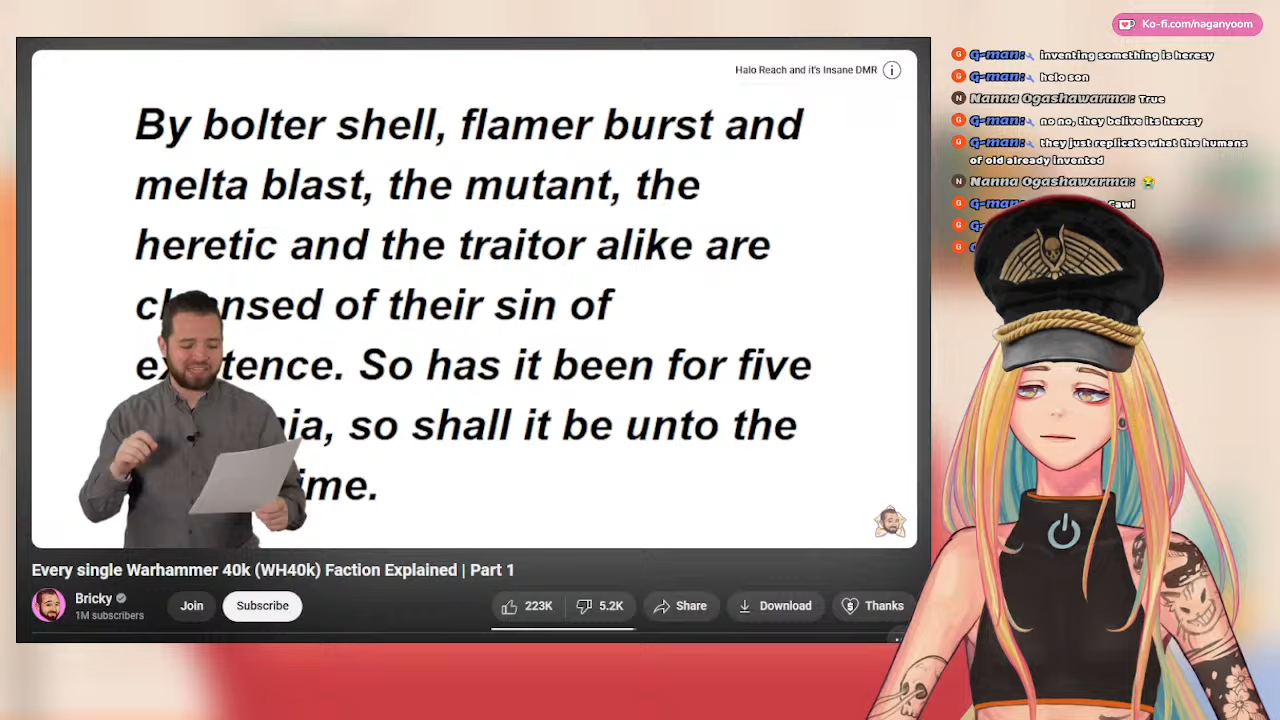 Ko-fi.com/naganyoom
Halo Reach and it's Insane DMR
By bolter shell, flamer burst and
melta blast, the mutant, the
heretic and the traitor alike are
of their sin of
So has it been for five
so shall it be unto the
Every single Warhammer 40k (WH40k) Faction Explained | Part 1
Bricky
1M subscribers
Join
Subscribe
223K
5.2K
Share
Download
Thanks
G-man: inventing something is heresy
G-man: helo son
Nanna Ogashawarma: True
G-man: no no, they belive its heresy
G-man: they just replicate what the humans
of old already invented
Nanna Ogashawarma: 😭
G-man